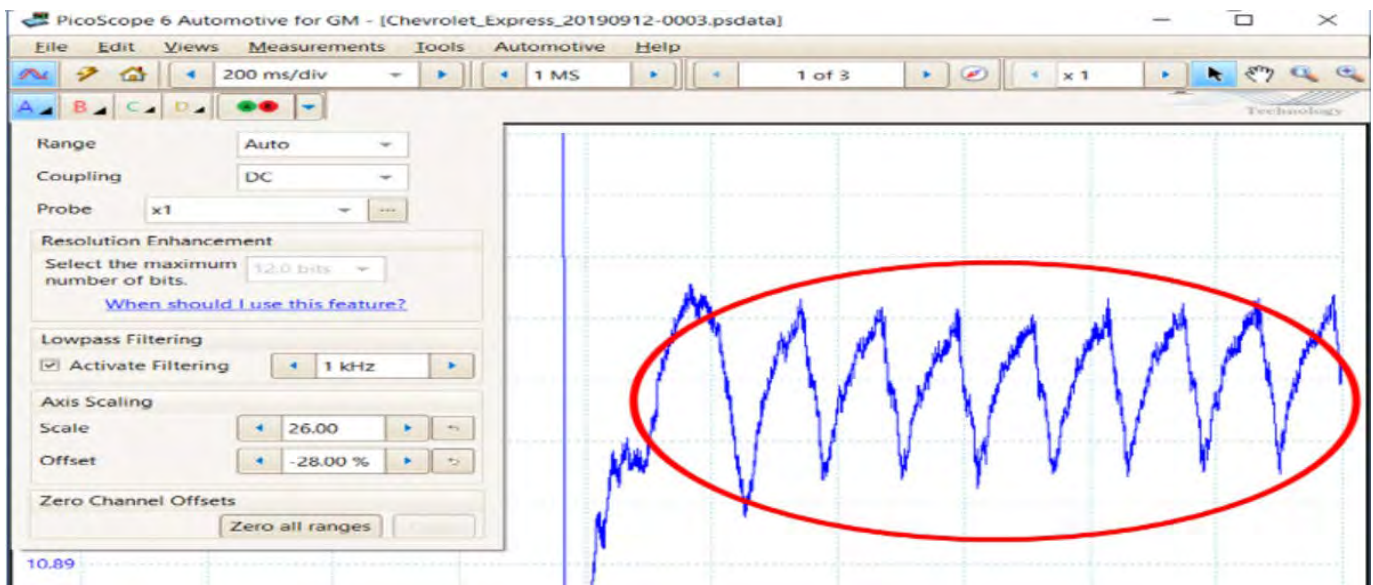 PicoScope 6 Automotive for GM - [Chevrolet_Express_20190912-0003.psdata]
File Edit Views Measurements Tools Automotive Help
200 ms/div 1 MS 1 of 3 x 1
A B C D
Technology
Range Auto
Coupling DC
Probe x1 ...
Resolution Enhancement
Select the maximum 12.0 bits
number of bits.
When should I use this feature?
Lowpass Filtering
Activate Filtering 1 kHz
Axis Scaling
Scale 26.00
Offset -28.00 %
Zero Channel Offsets
Zero all ranges
10.89